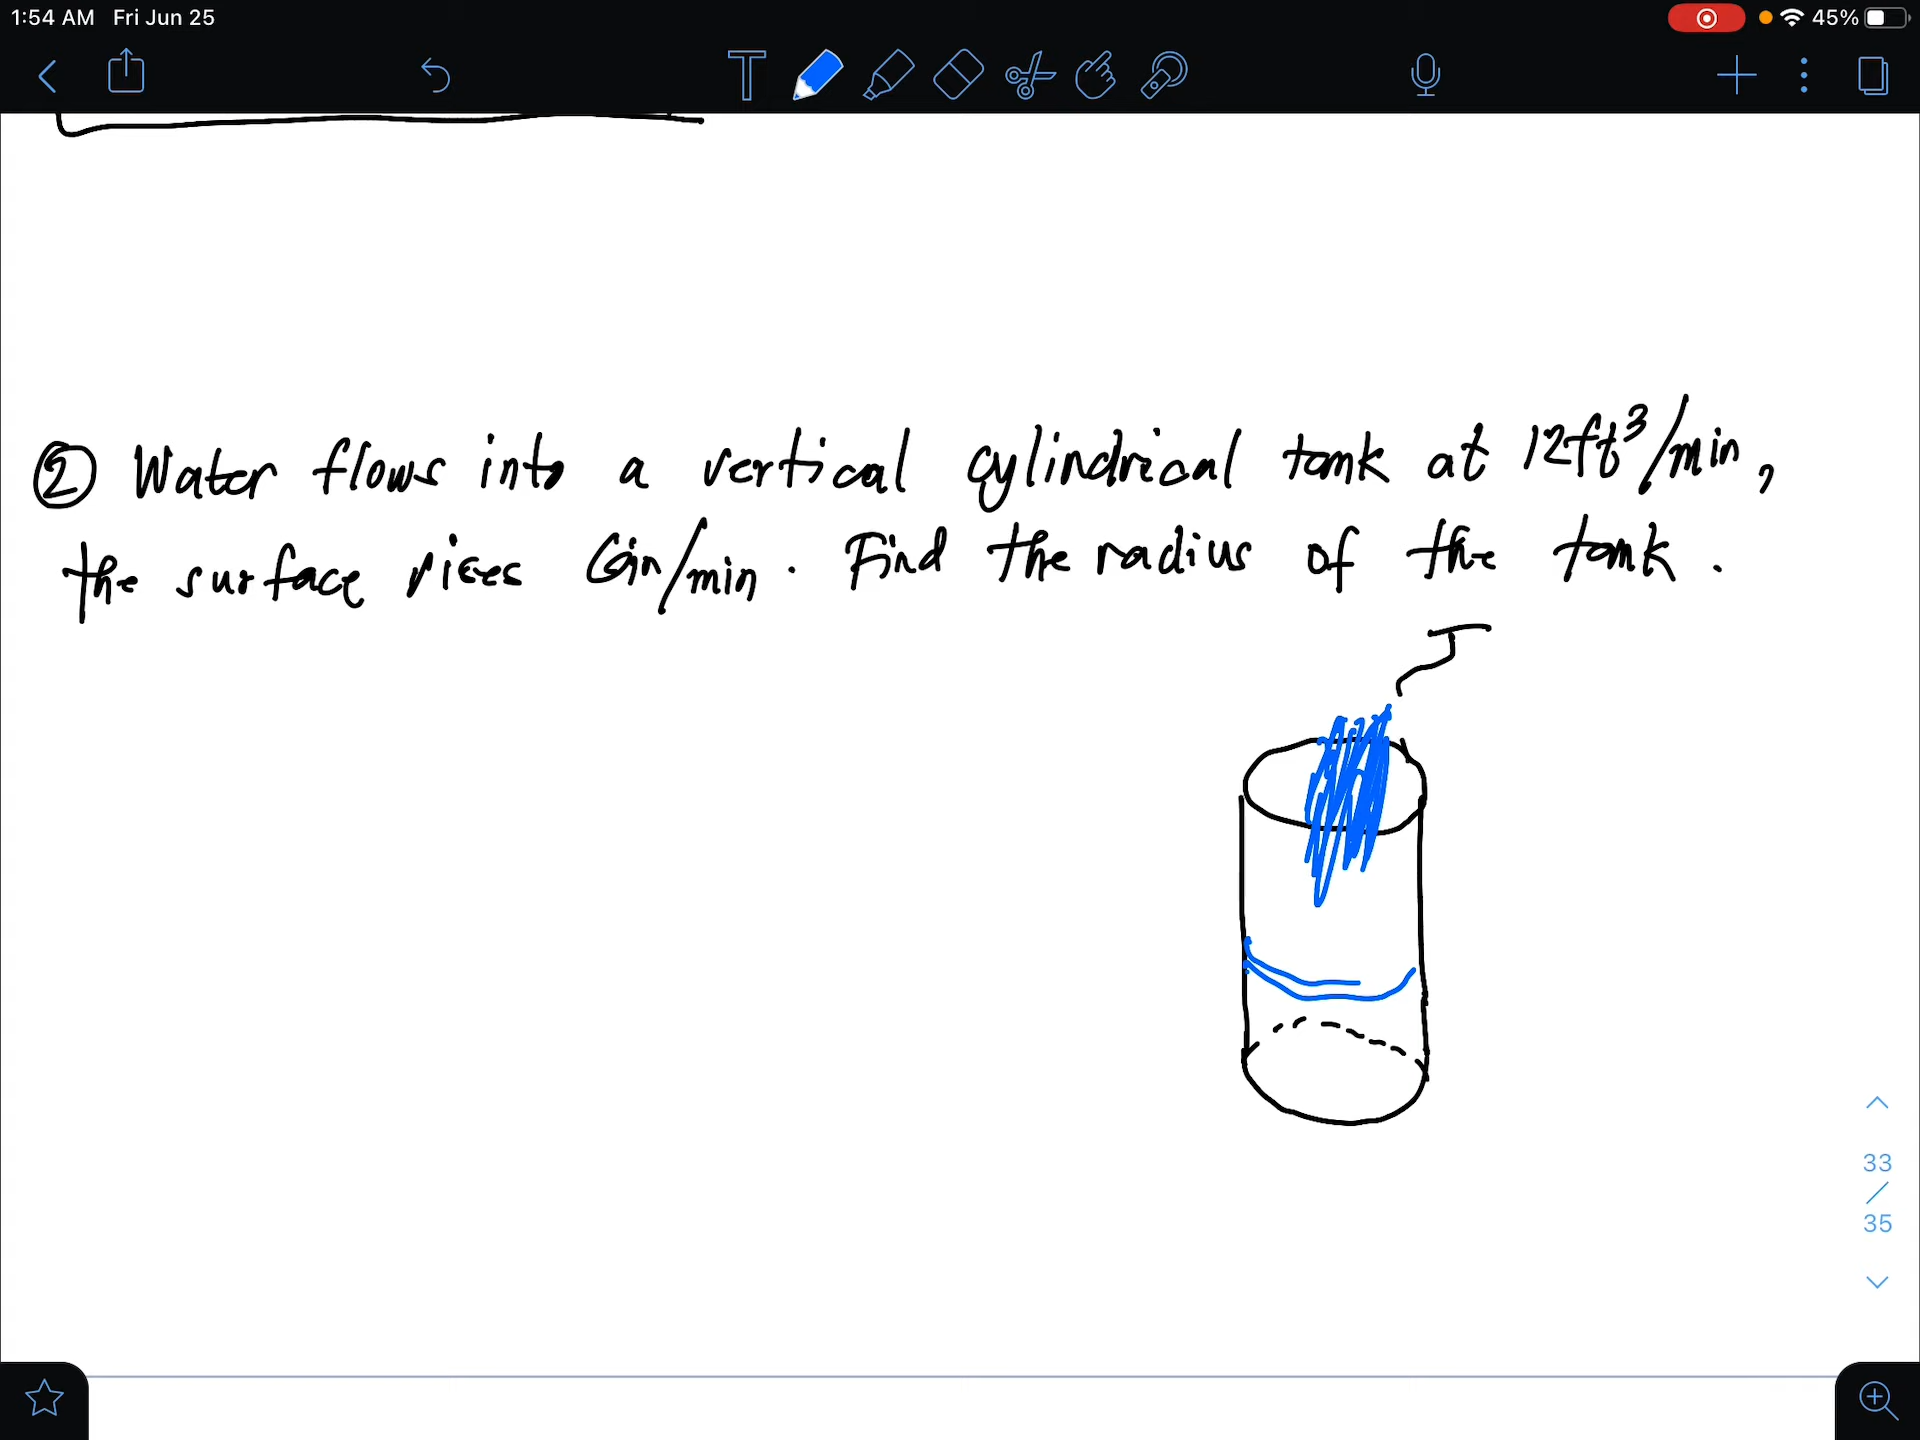 1:54 AM Fri Jun 25
45%
T
② Water flows into a vertical cylindrical tank at 12ft³/min,
the surface rises 6in/min. Find the radius of the tank.
33
/
35